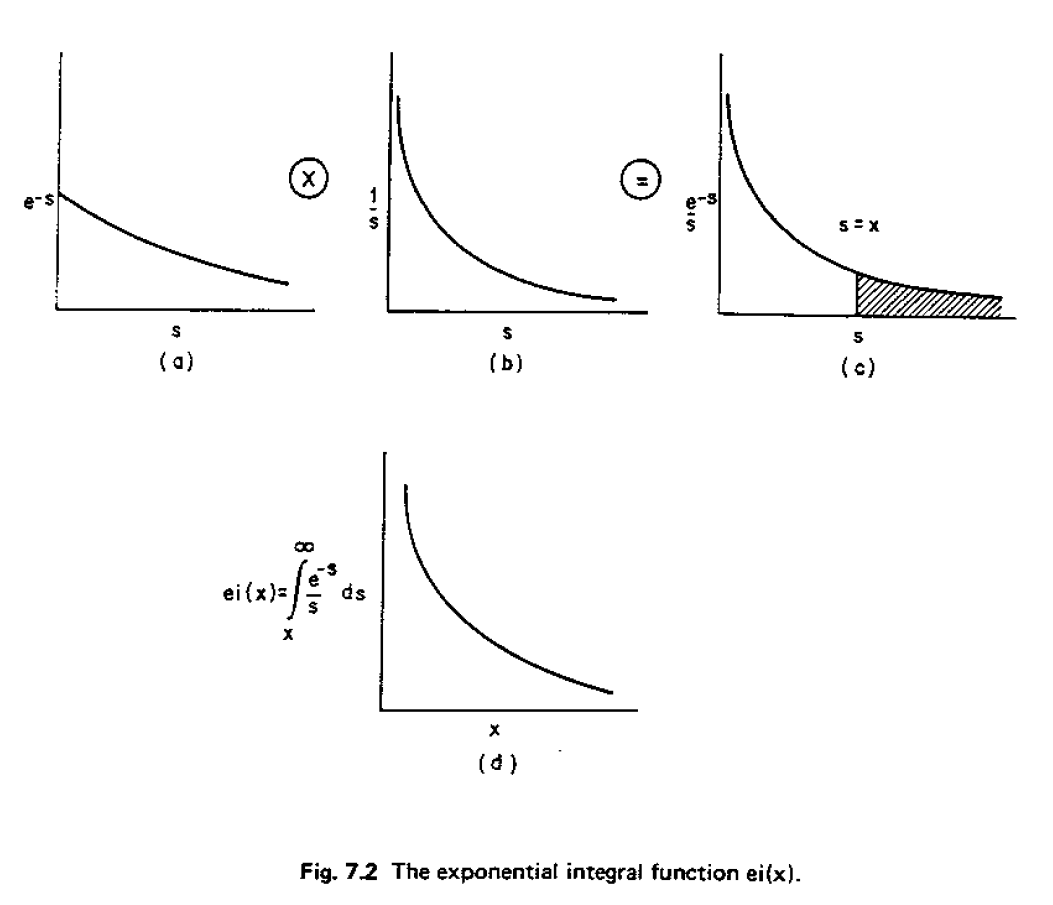 e-s
X
1
s
=
e-s
s
s = x
s
(a)
s
(b)
s
(c)
ei(x)=∫x∞ e-s/s ds
x
(d)
Fig. 7.2 The exponential integral function ei(x).